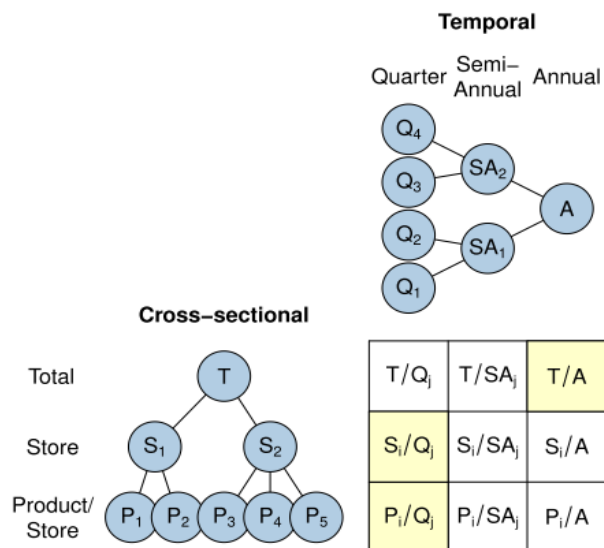 Temporal
Quarter Semi− Annual
Annual
Q₄
Q₃ SA₂
A
Q₂ SA₁
Q₁
Cross−sectional
Total T T/Qⱼ T/SAⱼ T/A
Store S₁ S₂ Sᵢ/Qⱼ Sᵢ/SAⱼ Sᵢ/A
Product/
Store P₁ P₂ P₃ P₄ P₅ Pᵢ/Qⱼ Pᵢ/SAⱼ Pᵢ/A